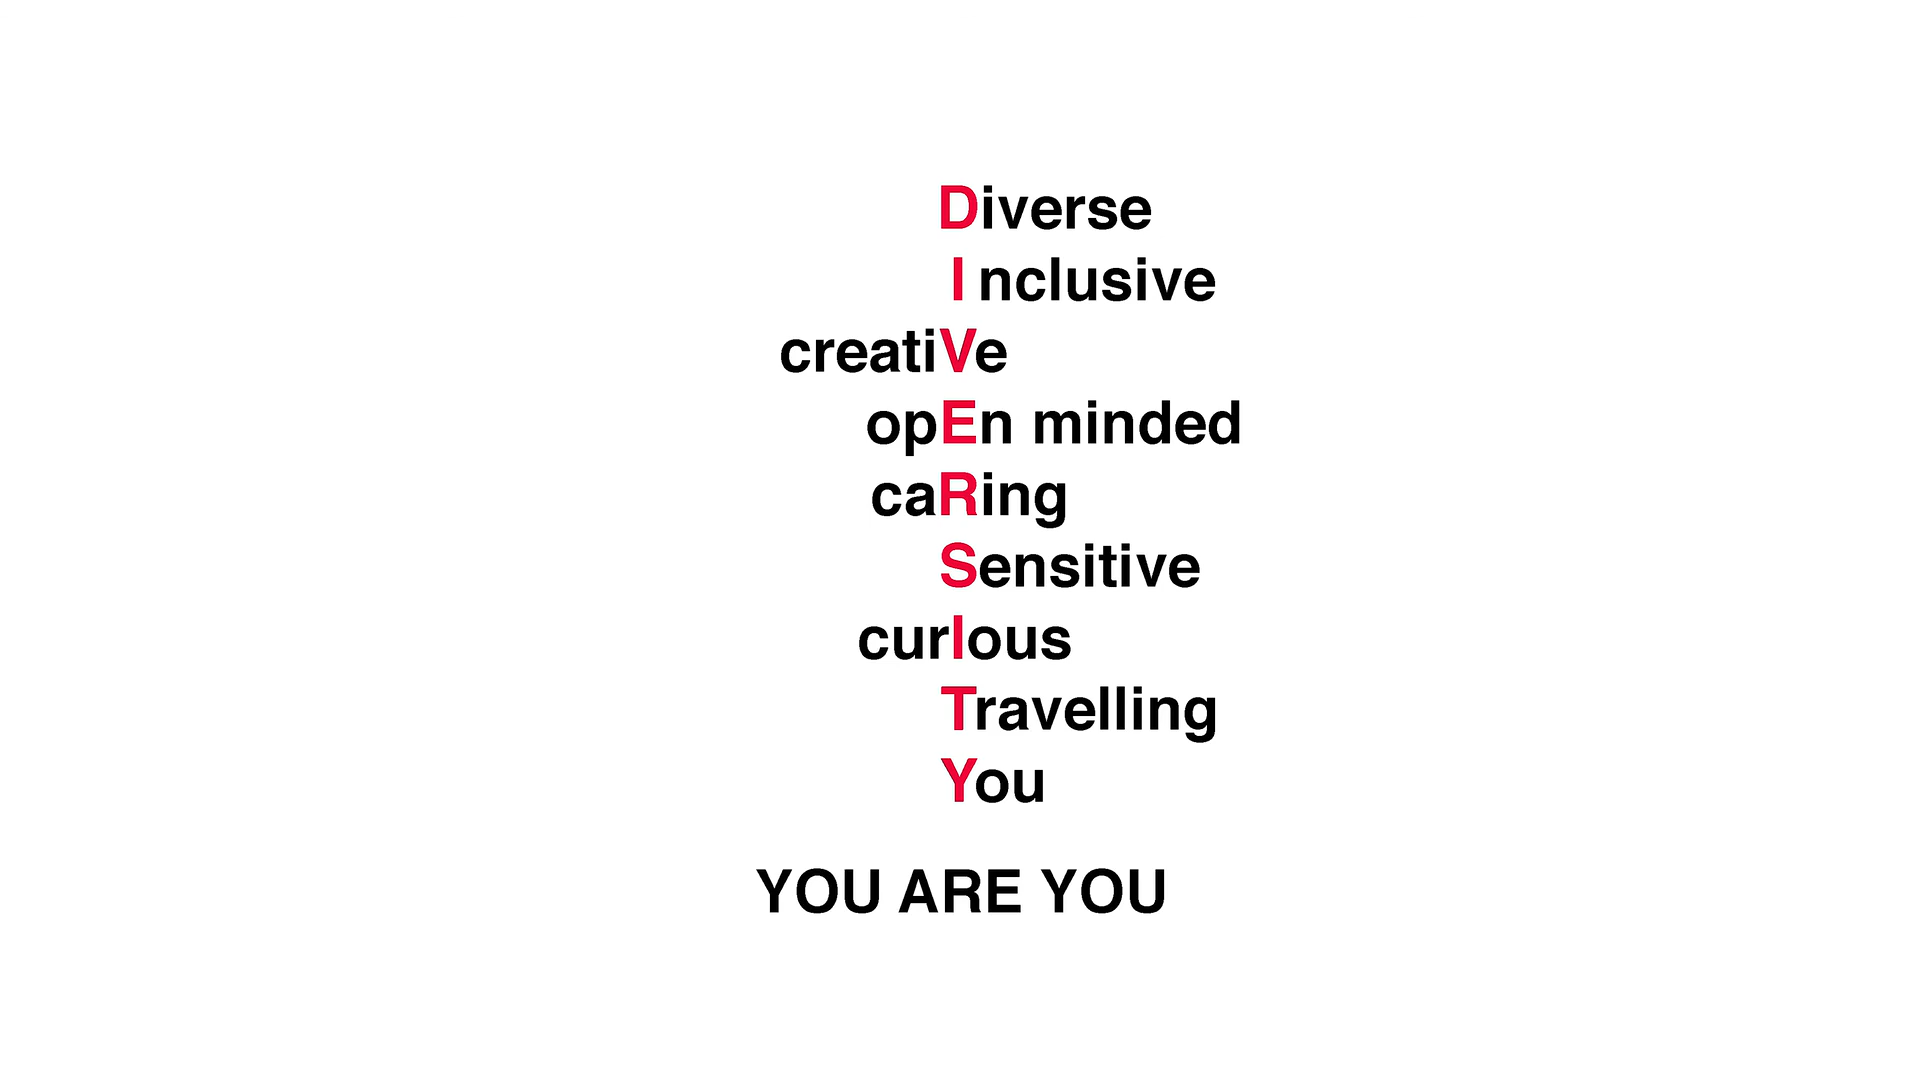 Diverse
Inclusive
creatiVe
opEn minded
caRing
Sensitive
curIous
Travelling
You
YOU ARE YOU